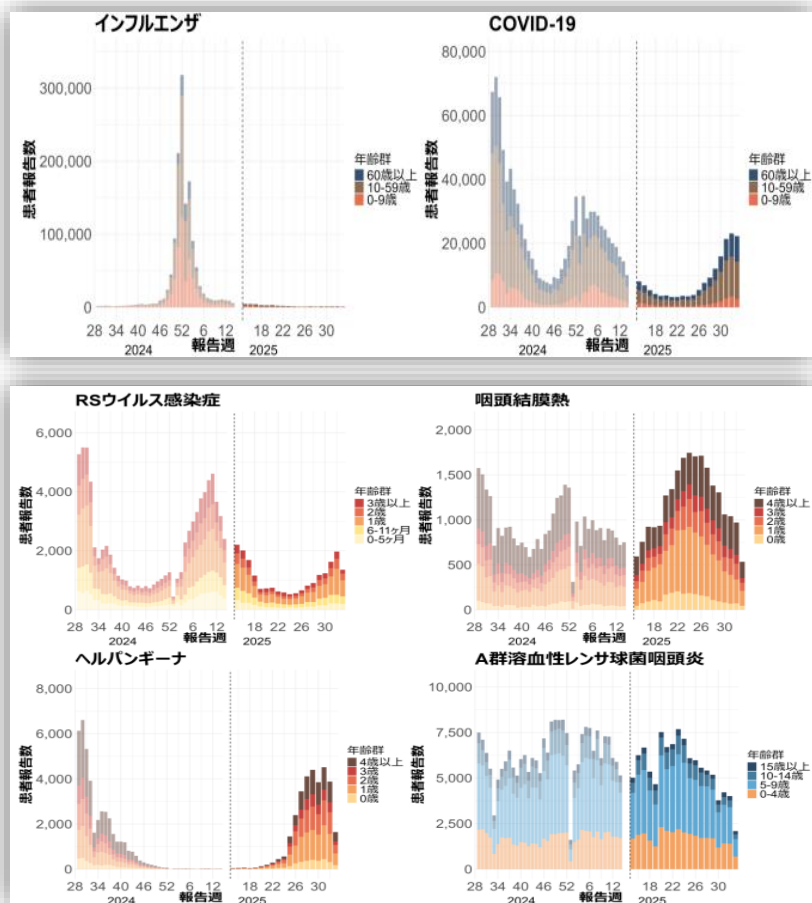 インフルエンザ
患者報告数
300,000
200,000
100,000
0
28 34 40 46 52 6 12 18 24 30
2024 報告週 2025
年齢群
60歳以上
10-59歳
0-9歳
COVID-19
患者報告数
80,000
60,000
40,000
20,000
0
28 34 40 46 52 6 12 18 22 26 30
2024 報告週 2025
年齢群
60歳以上
10-59歳
0-9歳
RSウイルス感染症
患者報告数
6,000
4,000
2,000
0
28 34 40 46 52 6 12 18 22 26 30
2024 報告週 2025
年齢群
3歳以上
2歳
1歳
6-11ヶ月
0-5ヶ月
咽頭結膜熱
患者報告数
2,000
1,500
1,000
500
0
28 34 40 46 52 6 12 18 22 26 30
2024 報告週 2025
年齢群
4歳以上
3歳
2歳
1歳
0歳
ヘルパンギーナ
患者報告数
8,000
6,000
4,000
2,000
0
28 34 40 46 52 6 12 18 22 26 30
2024 報告週 2025
年齢群
4歳以上
3歳
2歳
1歳
0歳
A群溶血性レンサ球菌咽頭炎
患者報告数
10,000
7,500
5,000
2,500
0
28 34 40 46 52 6 12 18 22 26 30
2024 報告週 2025
年齢群
15歳以上
10-14歳
5-9歳
0-4歳